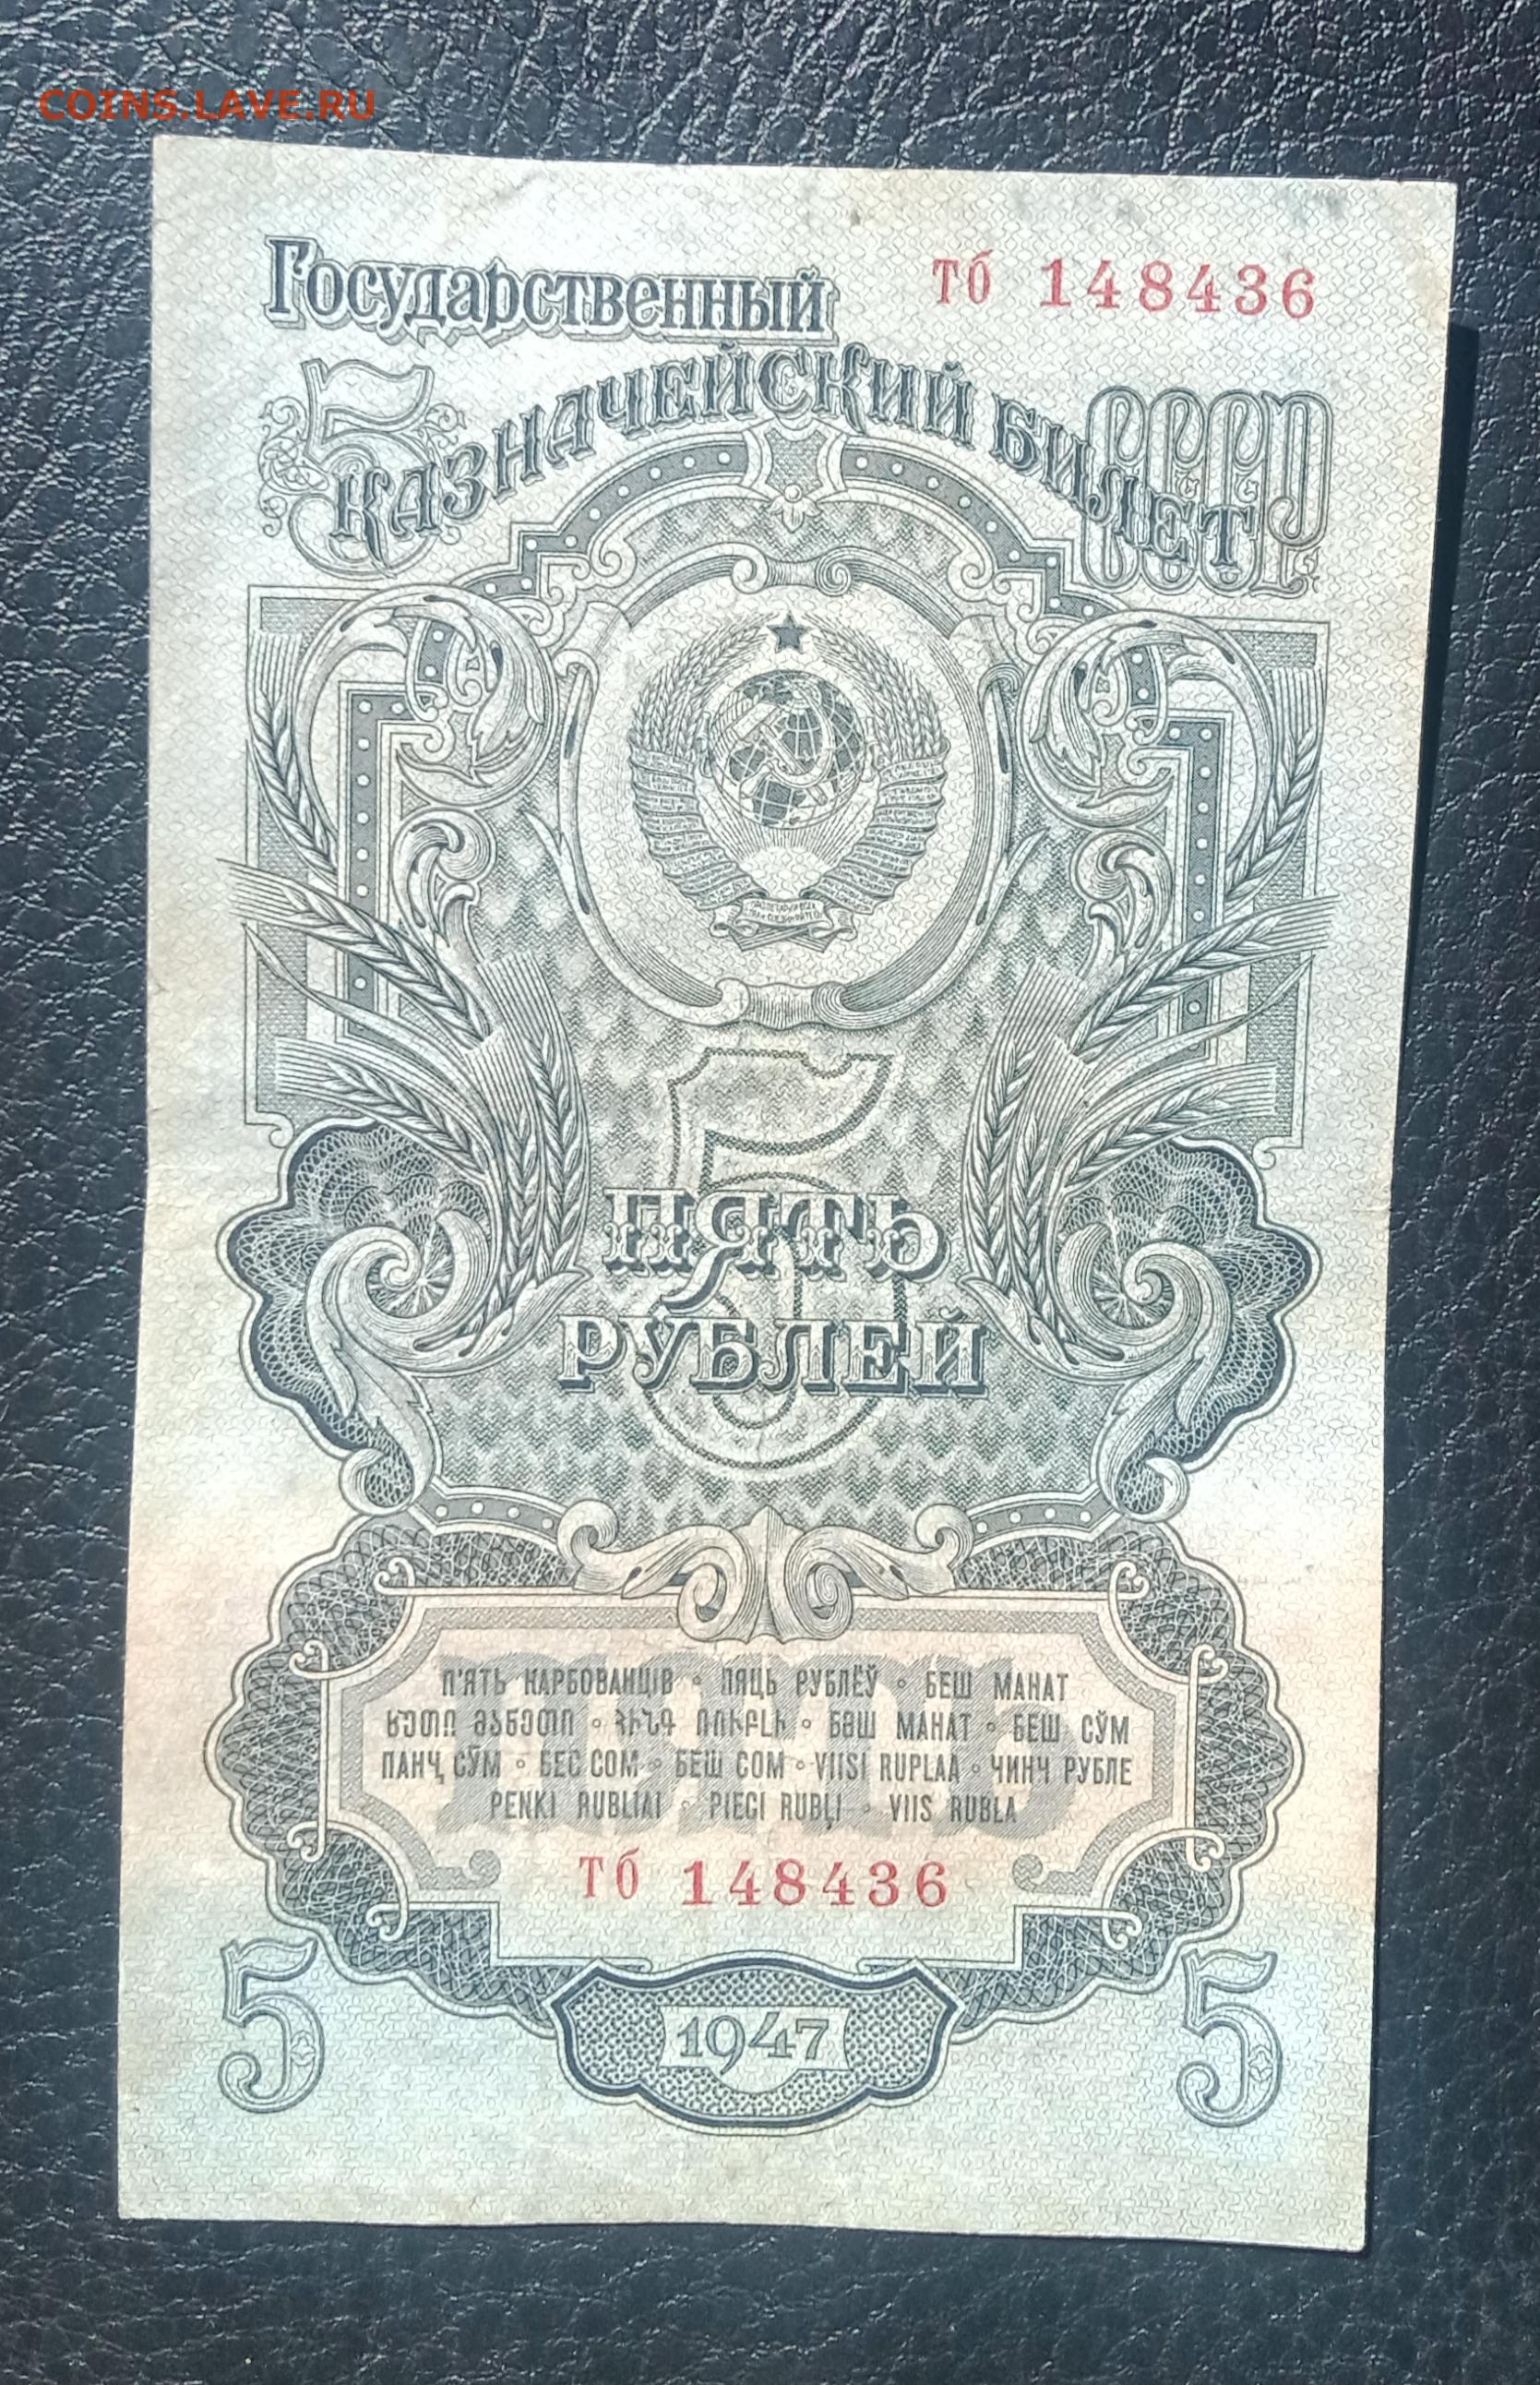 COINS.LAVE.RU
Государственный
Тб 148436
5 КАЗНАЧЕЙСКИЙ БИЛЕТ СССР
5
ПЯТЬ
РУБЛЕЙ
ПЯТЬ
П'ЯТЬ КАРБОВАНЦІВ • ПЯЦЬ РУБЛЁЎ • БЕШ МАНАТ
ᲮᲣᲗᲘ ᲛᲐᲜᲔᲗᲘ • ՀԻՆԳ ՌՈՒԲԼԻ • БӘШ МАНАТ • БЕШ СЎМ
ПАНҶ СЎМ • БЕС СОМ • БЕШ СОМ • VIISI RUPLAA • ЧИНЧ РУБЛЕ
PENKI RUBLIAI • PIECI RUBĻI • VIIS RUBLA
Тб 148436
5 1947 5